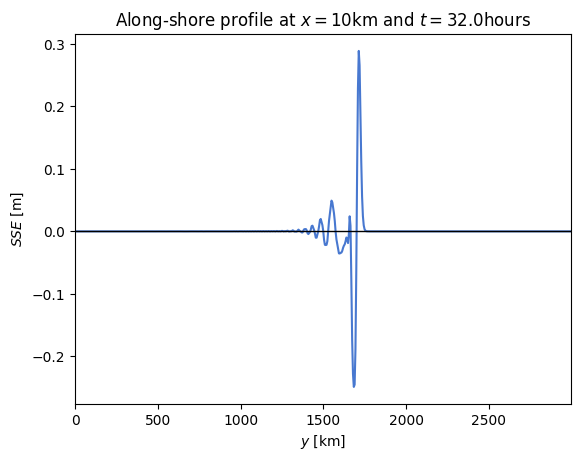 Along-shore profile at x = 10km and t = 32.0hours
0.3
0.2
0.1
0.0
−0.1
−0.2
SSE [m]
0 500 1000 1500 2000 2500
y [km]